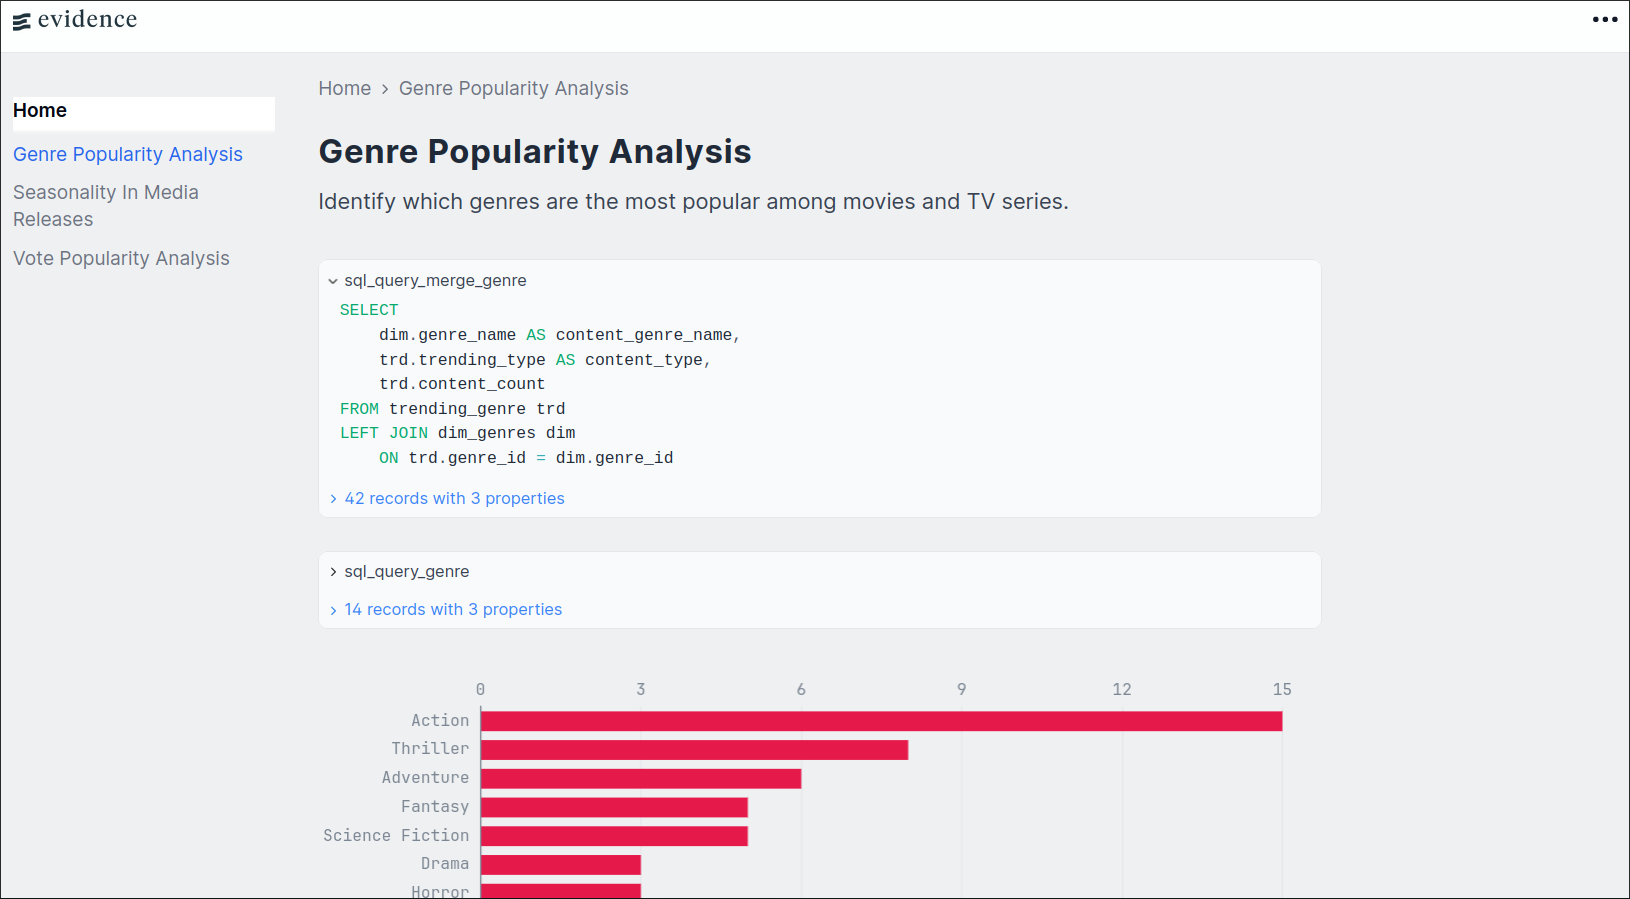 evidence
Home
Genre Popularity Analysis
Seasonality In Media
Releases
Vote Popularity Analysis
Home > Genre Popularity Analysis
Genre Popularity Analysis
Identify which genres are the most popular among movies and TV series.
sql_query_merge_genre
SELECT
    dim.genre_name AS content_genre_name,
    trd.trending_type AS content_type,
    trd.content_count
FROM trending_genre trd
LEFT JOIN dim_genres dim
    ON trd.genre_id = dim.genre_id
42 records with 3 properties
sql_query_genre
14 records with 3 properties
0 3 6 9 12 15
Action
Thriller
Adventure
Fantasy
Science Fiction
Drama
Horror